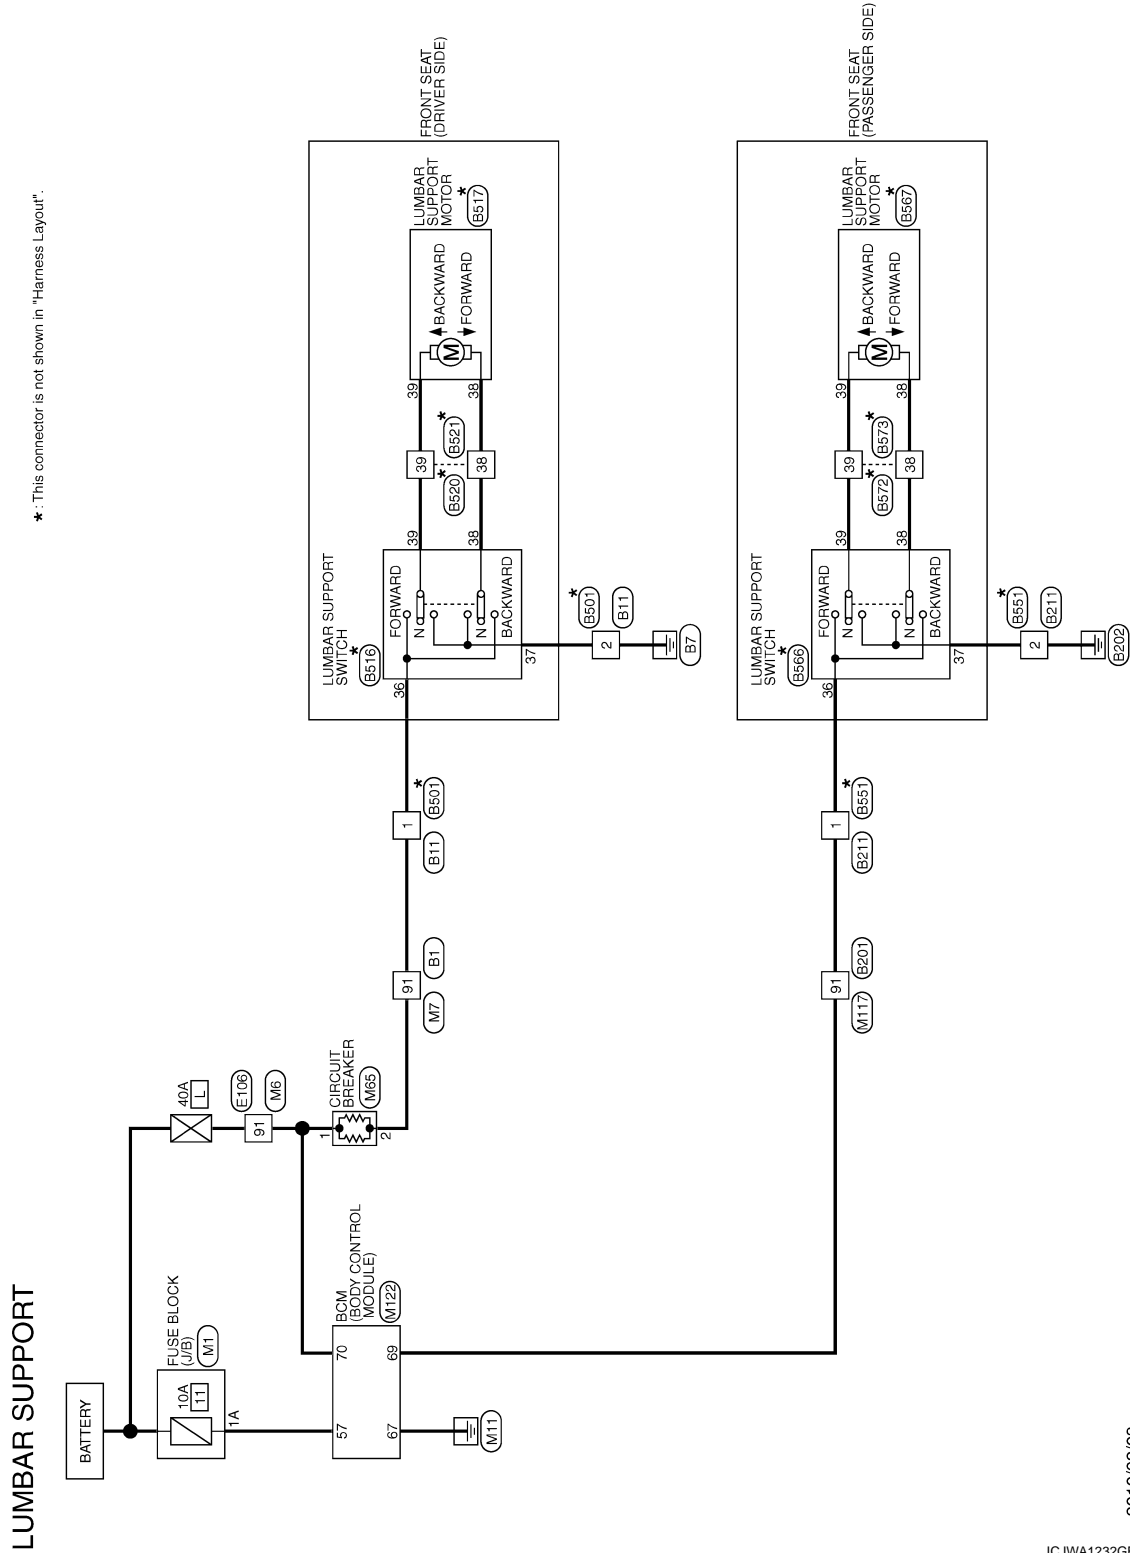 LUMBAR SUPPORT
* : This connector is not shown in "Harness Layout".
BATTERY
FUSE BLOCK
(J/B)
M1
10A
11
1A
40A
L
E106
91
M6
CIRCUIT
BREAKER
M65
1
2
BCM
(BODY CONTROL
MODULE)
M122
57
70
67
69
M11
M7
91
B1
B11
1
B501
*
FRONT SEAT
(DRIVER SIDE)
LUMBAR SUPPORT
SWITCH
B516
*
36
FORWARD
N
N
BACKWARD
37
39
38
39
38
B520
*
B521
*
39
38
LUMBAR
SUPPORT
MOTOR
B517
*
M
BACKWARD
FORWARD
B501
*
2
B11
B7
M117
91
B201
B211
1
B551
*
FRONT SEAT
(PASSENGER SIDE)
LUMBAR SUPPORT
SWITCH
B566
*
36
FORWARD
N
N
BACKWARD
37
39
38
39
38
B572
*
B573
*
39
38
LUMBAR
SUPPORT
MOTOR
B567
*
M
BACKWARD
FORWARD
B551
*
2
B211
B202